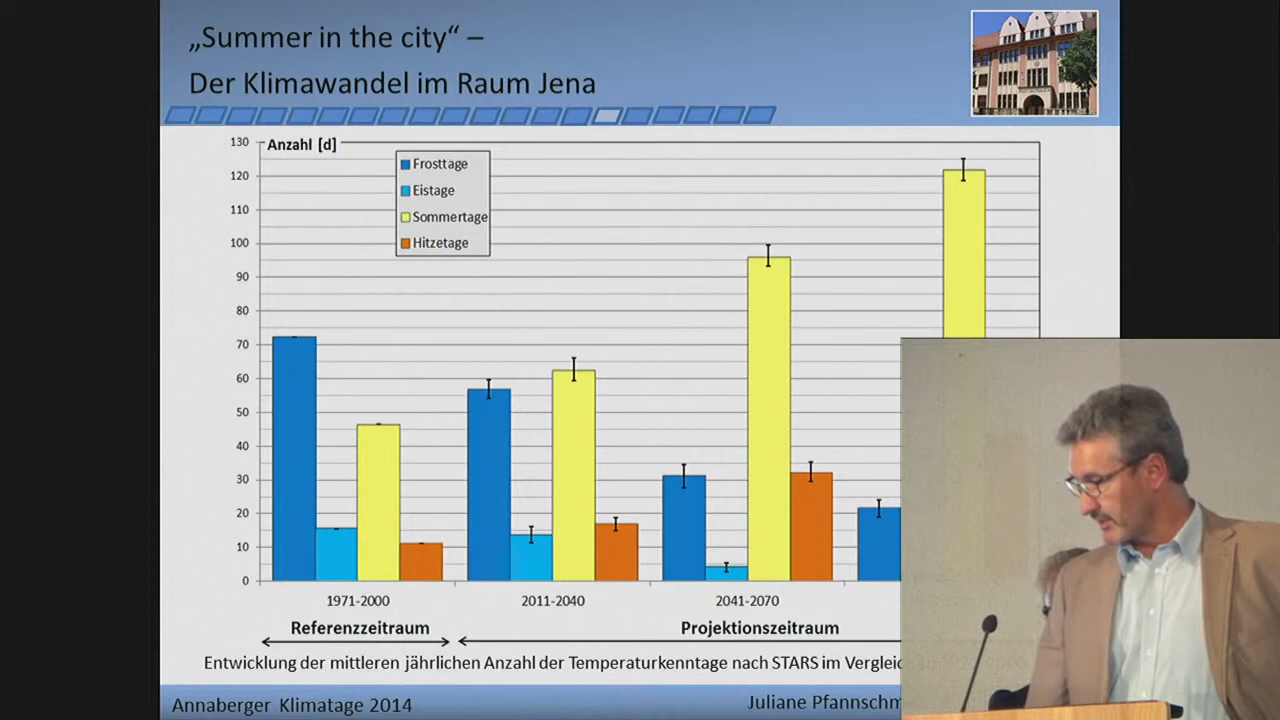 „Summer in the city“ –
Der Klimawandel im Raum Jena
Anzahl [d]
130
120
110
100
90
80
70
60
50
40
30
20
10
0
Frosttage
Eistage
Sommertage
Hitzetage
1971-2000
2011-2040
2041-2070
Referenzzeitraum
Projektionszeitraum
Entwicklung der mittleren jährlichen Anzahl der Temperaturkenntage nach STARS im
Annaberger Klimatage 2014
Juliane